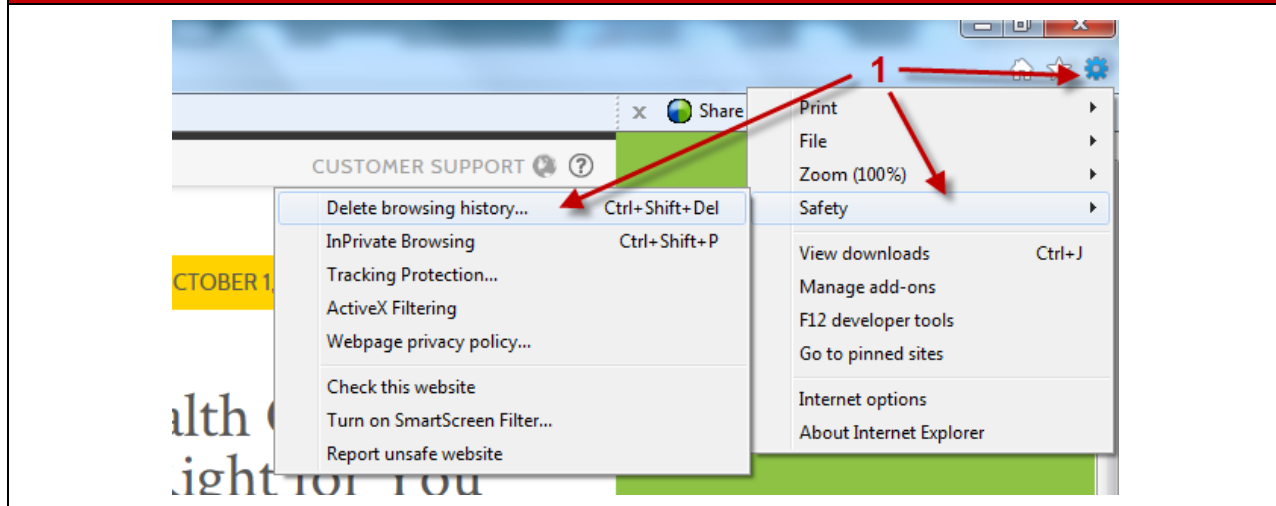 1
x Share
CUSTOMER SUPPORT ?
Print
File
Zoom (100%)
Safety
View downloads Ctrl+J
Manage add-ons
F12 developer tools
Go to pinned sites
Internet options
About Internet Explorer
Delete browsing history... Ctrl+Shift+Del
InPrivate Browsing Ctrl+Shift+P
Tracking Protection...
ActiveX Filtering
Webpage privacy policy...
Check this website
Turn on SmartScreen Filter...
Report unsafe website
CTOBER 1,
alth
ight for You